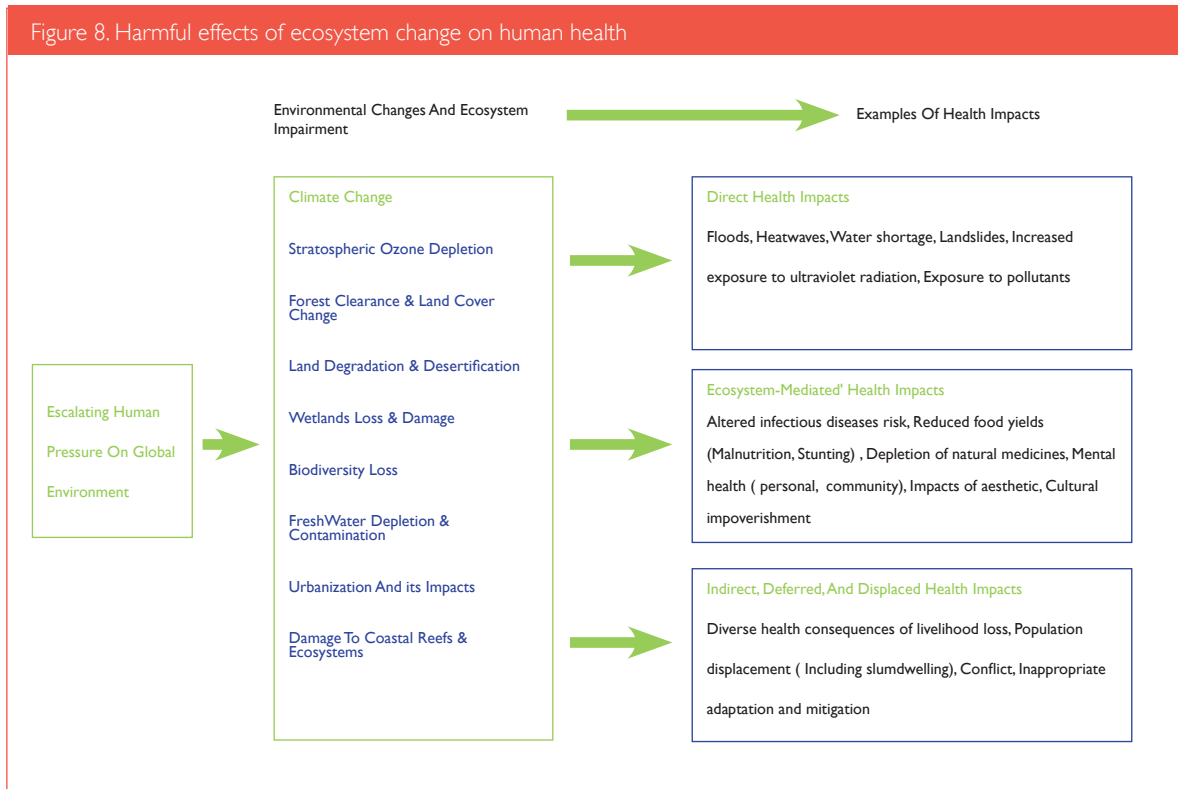 Figure 8. Harmful effects of ecosystem change on human health
Environmental Changes And Ecosystem
Impairment
Examples Of Health Impacts
Escalating Human
Pressure On Global
Environment
Climate Change
Stratospheric Ozone Depletion
Forest Clearance & Land Cover
Change
Land Degradation & Desertification
Wetlands Loss & Damage
Biodiversity Loss
FreshWater Depletion &
Contamination
Urbanization And its Impacts
Damage To Coastal Reefs &
Ecosystems
Direct Health Impacts
Floods, Heatwaves, Water shortage, Landslides, Increased
exposure to ultraviolet radiation, Exposure to pollutants
Ecosystem-Mediated' Health Impacts
Altered infectious diseases risk, Reduced food yields
(Malnutrition, Stunting) , Depletion of natural medicines, Mental
health ( personal, community), Impacts of aesthetic, Cultural
impoverishment
Indirect, Deferred, And Displaced Health Impacts
Diverse health consequences of livelihood loss, Population
displacement ( Including slumdwelling), Conflict, Inappropriate
adaptation and mitigation